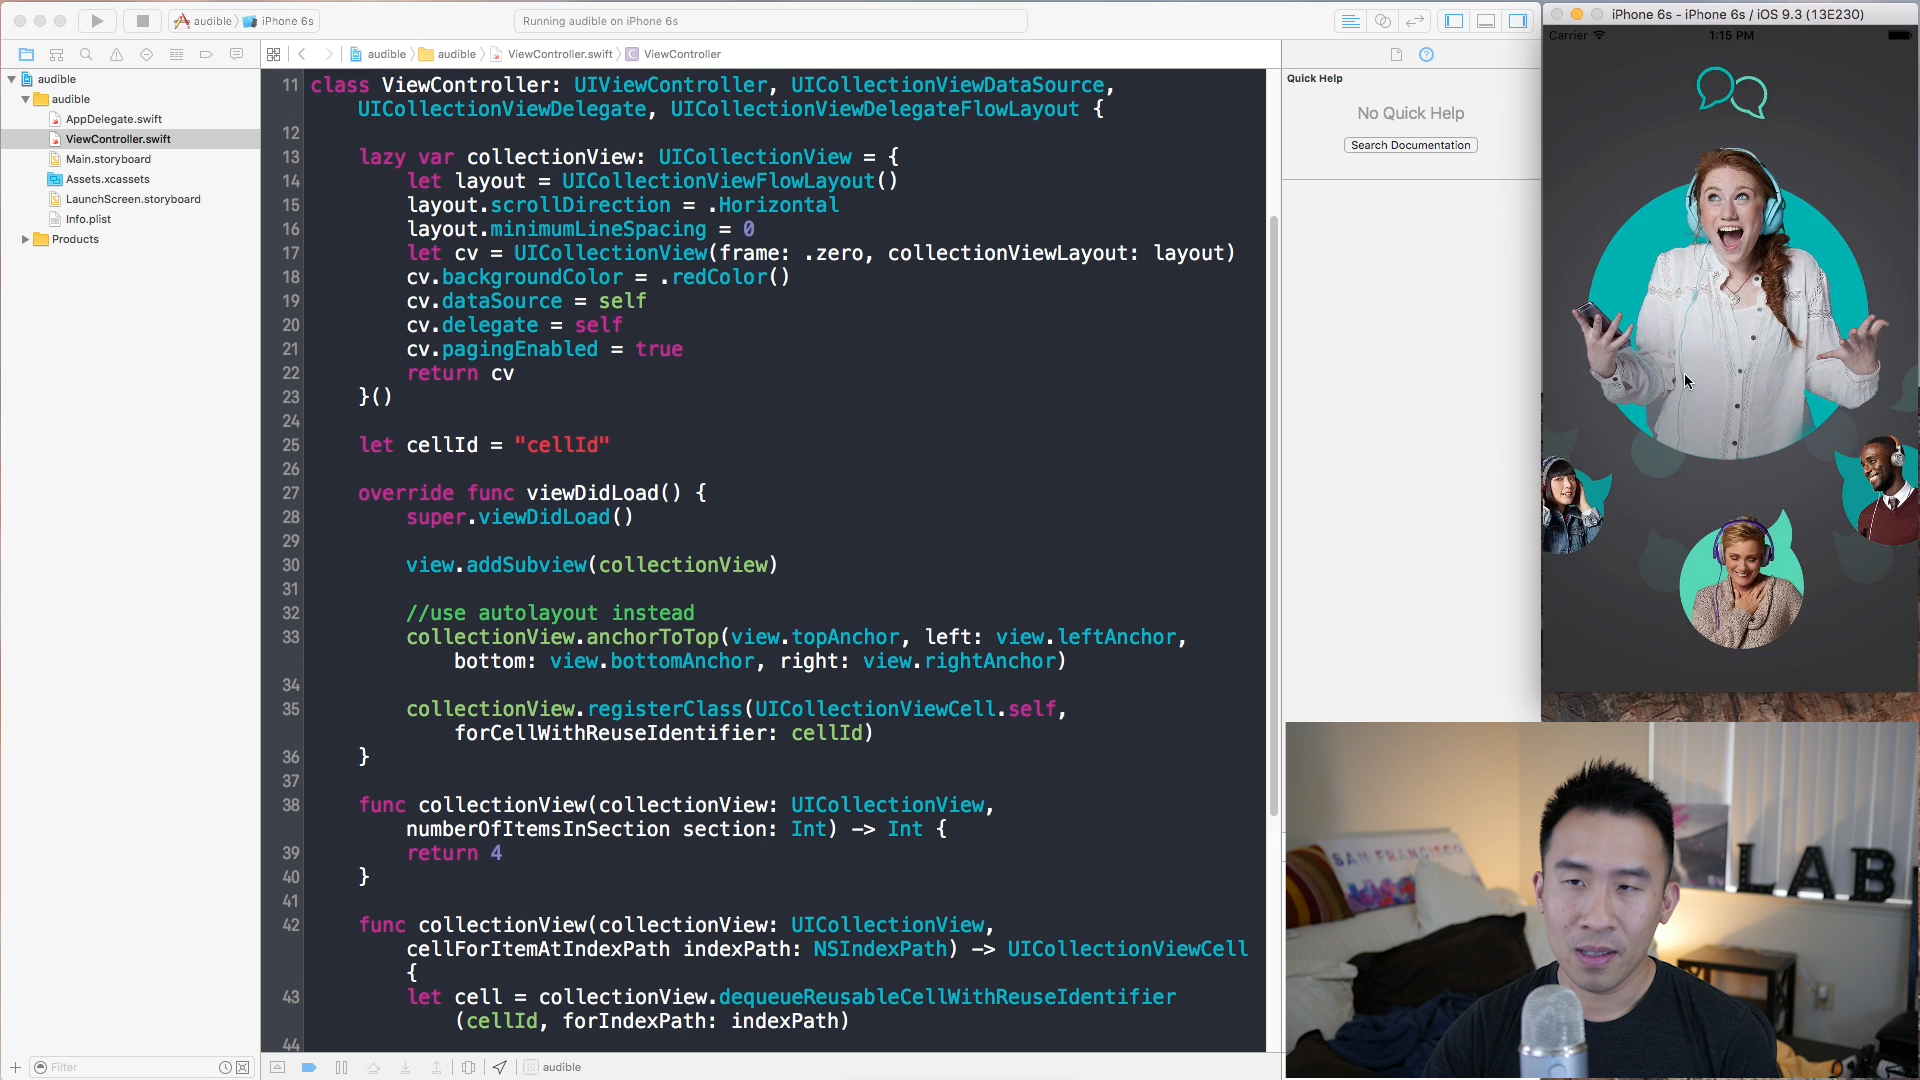 audible
iPhone 6s
Running audible on iPhone 6s
iPhone 6s - iPhone 6s / iOS 9.3 (13E230)
Carrier
1:15 PM
audible
audible
ViewController.swift
ViewController
audible
audible
AppDelegate.swift
ViewController.swift
Main.storyboard
Assets.xcassets
LaunchScreen.storyboard
Info.plist
Products
11 class ViewController: UIViewController, UICollectionViewDataSource,
UICollectionViewDelegate, UICollectionViewDelegateFlowLayout {
12
13 lazy var collectionView: UICollectionView = {
14 let layout = UICollectionViewFlowLayout()
15 layout.scrollDirection = .Horizontal
16 layout.minimumLineSpacing = 0
17 let cv = UICollectionView(frame: .zero, collectionViewLayout: layout)
18 cv.backgroundColor = .redColor()
19 cv.dataSource = self
20 cv.delegate = self
21 cv.pagingEnabled = true
22 return cv
23 }()
24
25 let cellId = "cellId"
26
27 override func viewDidLoad() {
28 super.viewDidLoad()
29
30 view.addSubview(collectionView)
31
32 //use autolayout instead
33 collectionView.anchorToTop(view.topAnchor, left: view.leftAnchor,
bottom: view.bottomAnchor, right: view.rightAnchor)
34
35 collectionView.registerClass(UICollectionViewCell.self,
forCellWithReuseIdentifier: cellId)
36 }
37
38 func collectionView(collectionView: UICollectionView,
numberOfItemsInSection section: Int) -> Int {
39 return 4
40 }
41
42 func collectionView(collectionView: UICollectionView,
cellForItemAtIndexPath indexPath: NSIndexPath) -> UICollectionViewCell
{
43 let cell = collectionView.dequeueReusableCellWithReuseIdentifier
(cellId, forIndexPath: indexPath)
44
Quick Help
No Quick Help
Search Documentation
SAN FRANCISCO
LAB
Filter
audible